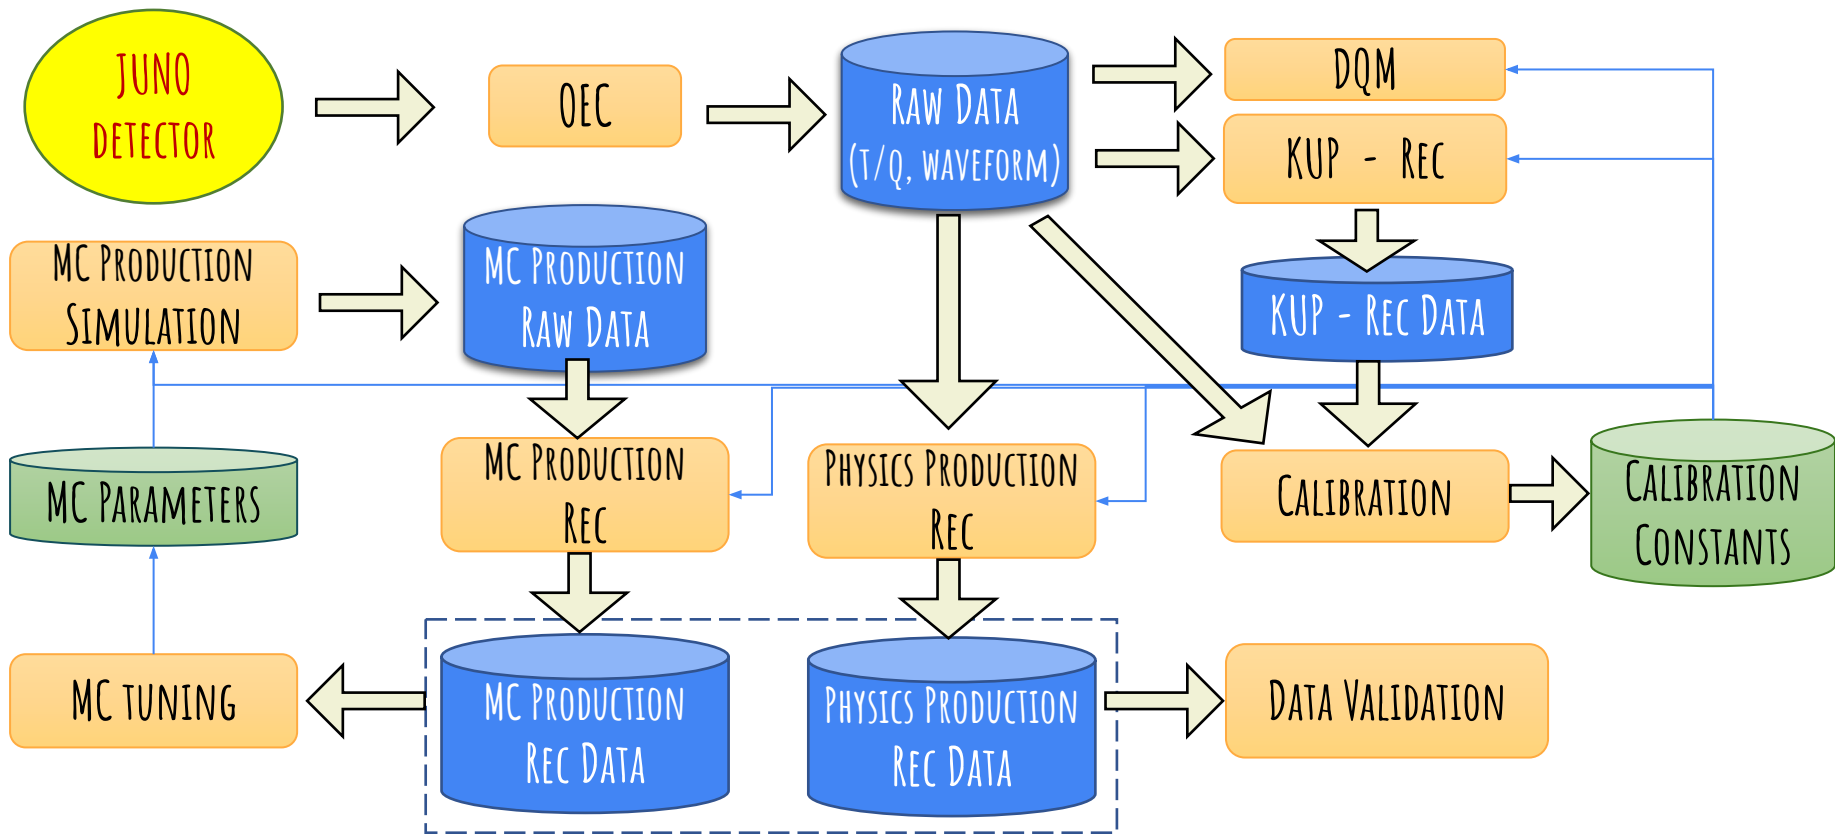 JUNO
DETECTOR
OEC
RAW DATA
(T/Q, WAVEFORM)
DQM
KUP - REC
MC PRODUCTION
SIMULATION
MC PRODUCTION
RAW DATA
KUP - REC DATA
MC PARAMETERS
MC PRODUCTION
REC
PHYSICS PRODUCTION
REC
CALIBRATION
CALIBRATION
CONSTANTS
MC TUNING
MC PRODUCTION
REC DATA
PHYSICS PRODUCTION
REC DATA
DATA VALIDATION